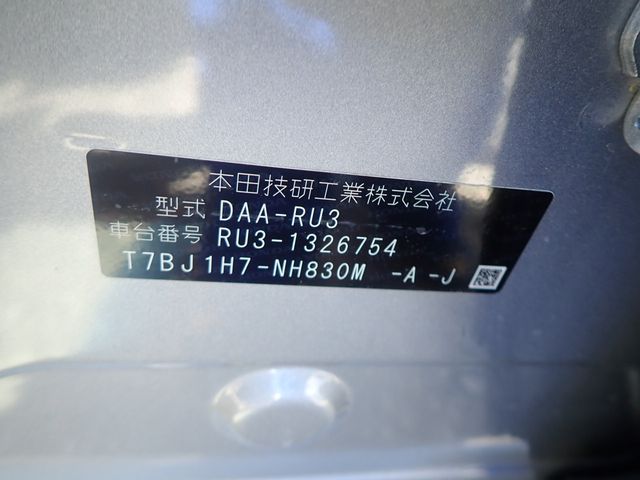 本田技研工業株式会社
型式 DAA-RU3
車台番号 RU3-1326754
T7BJ1H7-NH830M -A -J